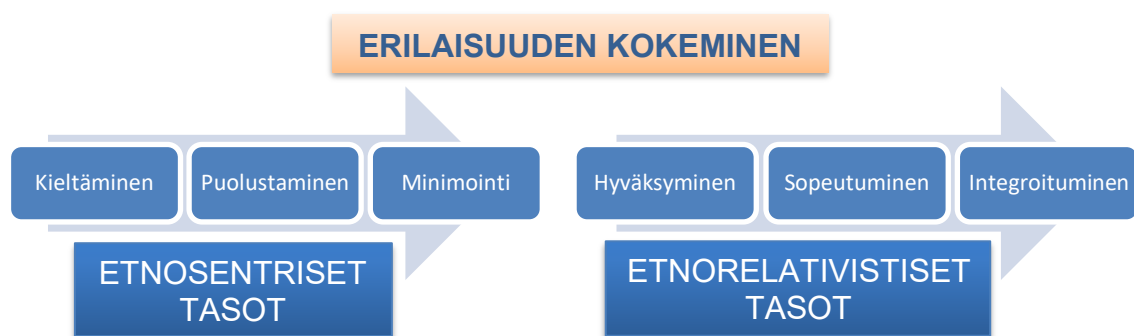 ERILAISUUDEN KOKEMINEN
Kieltäminen
Puolustaminen
Minimointi
Hyväksyminen
Sopeutuminen
Integroituminen
ETNOSENTRISET
TASOT
ETNORELATIVISTISET
TASOT